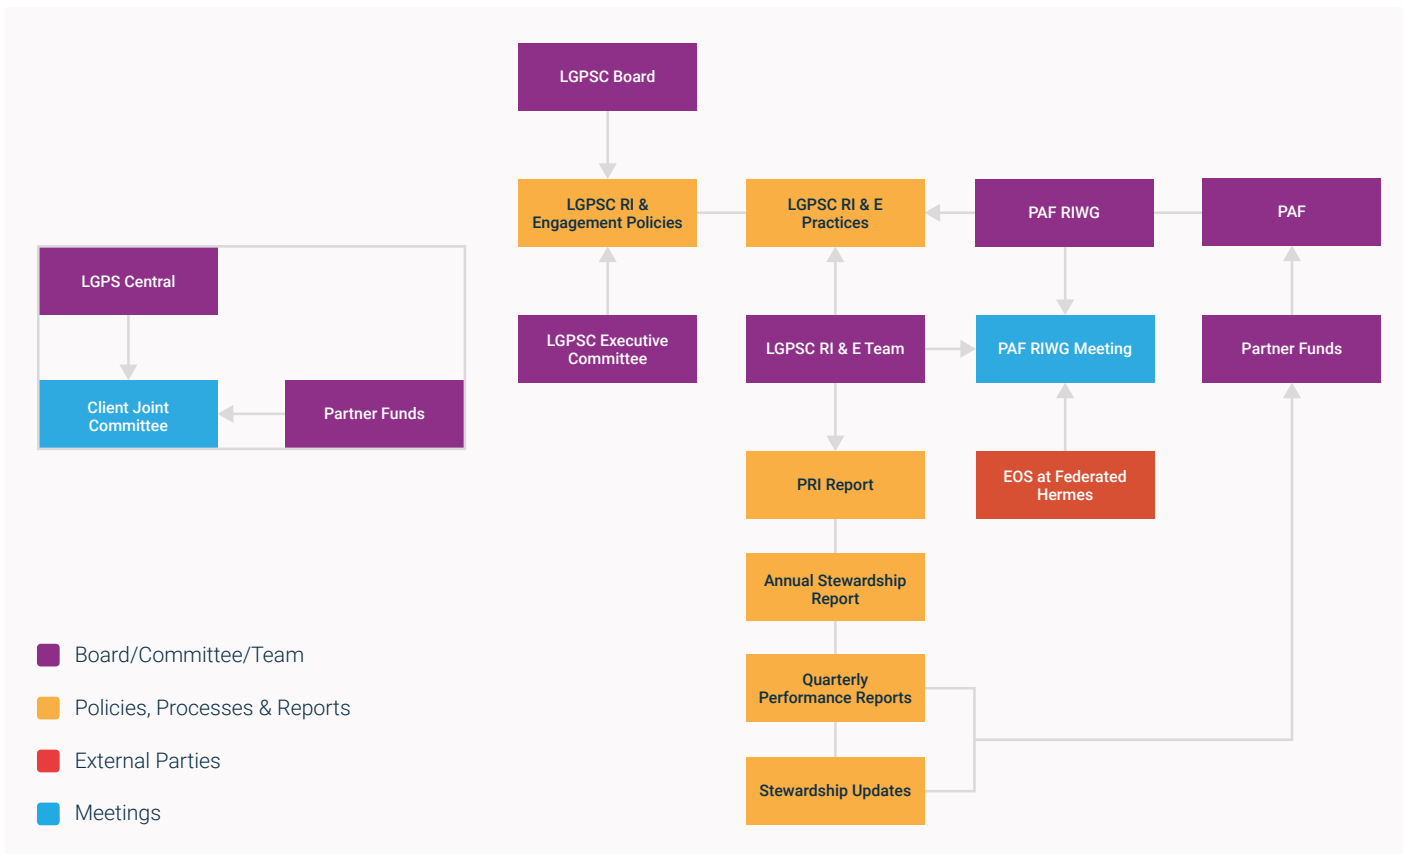 LGPSC Board
LGPSC RI &
Engagement Policies
LGPSC RI & E
Practices
PAF RIWG
PAF
LGPS Central
LGPSC Executive
Committee
LGPSC RI & E Team
PAF RIWG Meeting
Partner Funds
Client Joint
Committee
Partner Funds
PRI Report
EOS at Federated
Hermes
Annual Stewardship
Report
Quarterly
Performance Reports
Stewardship Updates
Board/Committee/Team
Policies, Processes & Reports
External Parties
Meetings